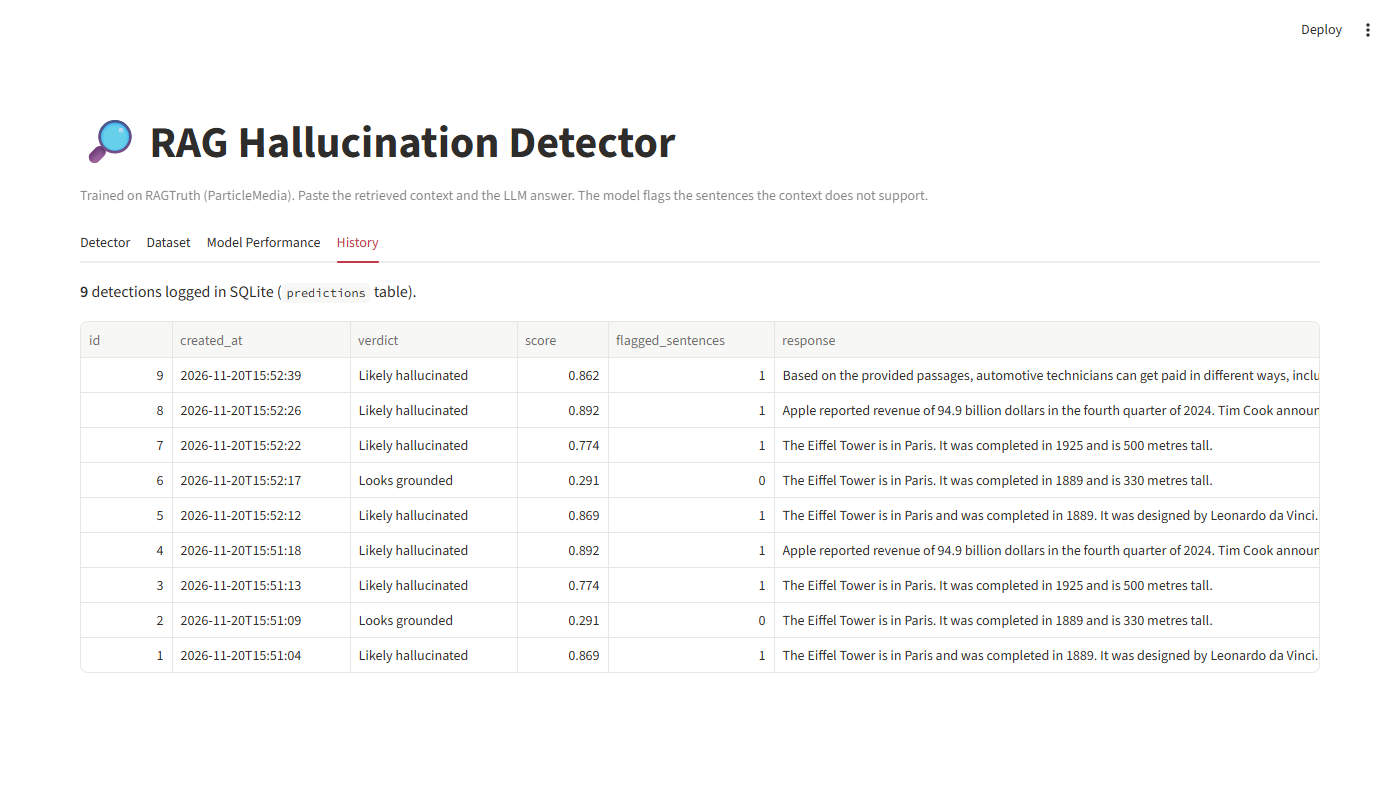 Deploy
RAG Hallucination Detector
Trained on RAGTruth (ParticleMedia). Paste the retrieved context and the LLM answer. The model flags the sentences the context does not support.
Detector Dataset Model Performance History
9 detections logged in SQLite ( predictions table).
id created_at verdict score flagged_sentences response
9 2026-11-20T15:52:39 Likely hallucinated 0.862 1 Based on the provided passages, automotive technicians can get paid in different ways, inclu
8 2026-11-20T15:52:26 Likely hallucinated 0.892 1 Apple reported revenue of 94.9 billion dollars in the fourth quarter of 2024. Tim Cook announ
7 2026-11-20T15:52:22 Likely hallucinated 0.774 1 The Eiffel Tower is in Paris. It was completed in 1925 and is 500 metres tall.
6 2026-11-20T15:52:17 Looks grounded 0.291 0 The Eiffel Tower is in Paris. It was completed in 1889 and is 330 metres tall.
5 2026-11-20T15:52:12 Likely hallucinated 0.869 1 The Eiffel Tower is in Paris and was completed in 1889. It was designed by Leonardo da Vinci.
4 2026-11-20T15:51:18 Likely hallucinated 0.892 1 Apple reported revenue of 94.9 billion dollars in the fourth quarter of 2024. Tim Cook announ
3 2026-11-20T15:51:13 Likely hallucinated 0.774 1 The Eiffel Tower is in Paris. It was completed in 1925 and is 500 metres tall.
2 2026-11-20T15:51:09 Looks grounded 0.291 0 The Eiffel Tower is in Paris. It was completed in 1889 and is 330 metres tall.
1 2026-11-20T15:51:04 Likely hallucinated 0.869 1 The Eiffel Tower is in Paris and was completed in 1889. It was designed by Leonardo da Vinci.